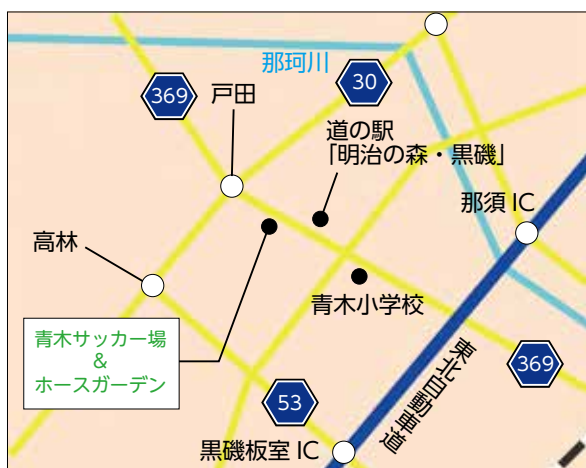 那珂川
30
369
戸田
道の駅
「明治の森・黒磯」
那須 IC
高林
青木小学校
青木サッカー場
&
ホースガーデン
東北自動車道
369
53
黒磯板室 IC